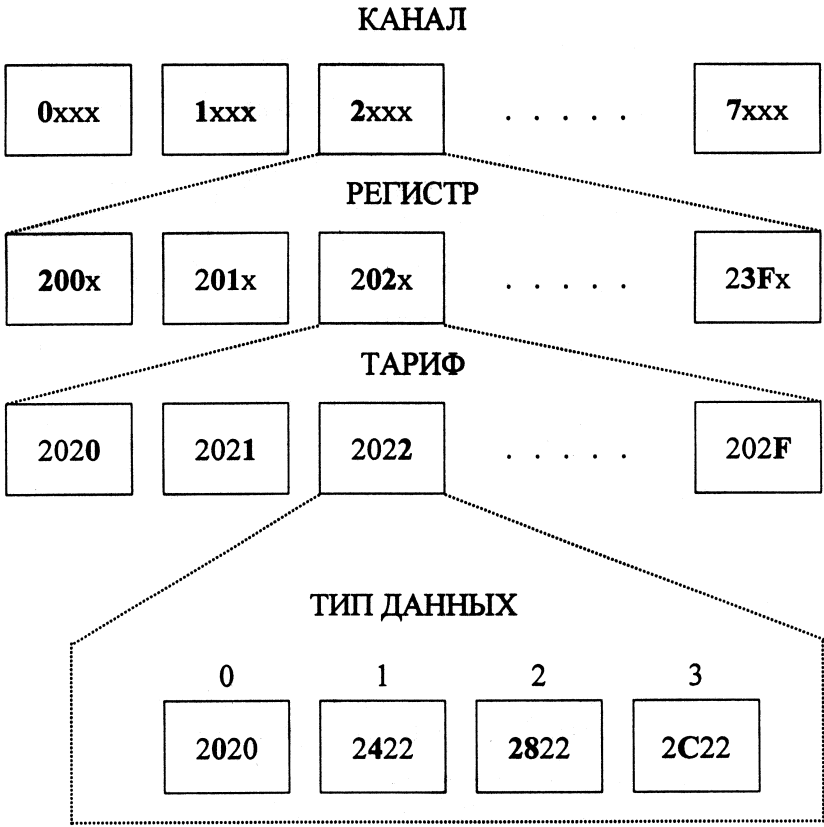 КАНАЛ
0xxx 1xxx 2xxx . . . . . 7xxx
РЕГИСТР
200x 201x 202x . . . . . 23Fx
ТАРИФ
2020 2021 2022 . . . . . 202F
ТИП ДАННЫХ
0 1 2 3
2020 2422 2822 2C22